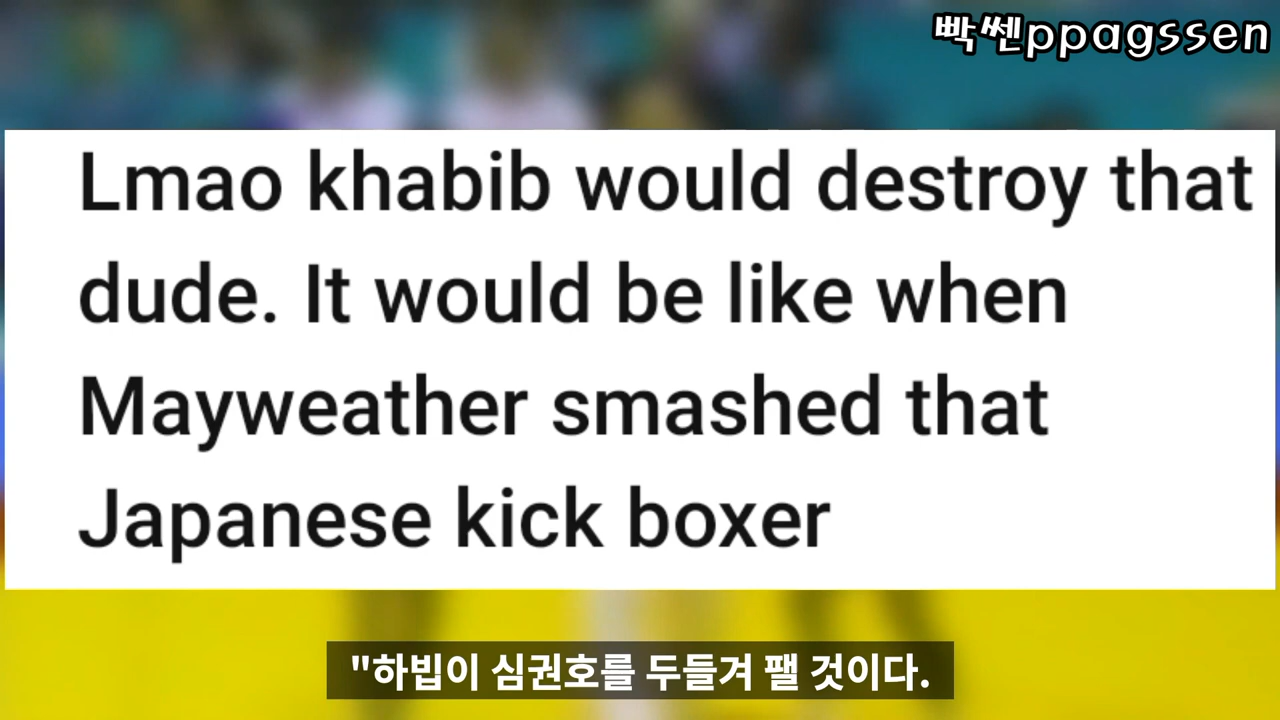 빡쎈ppagssen
Lmao khabib would destroy that
dude. It would be like when
Mayweather smashed that
Japanese kick boxer
"하빕이 심권호를 두들겨 팰 것이다.